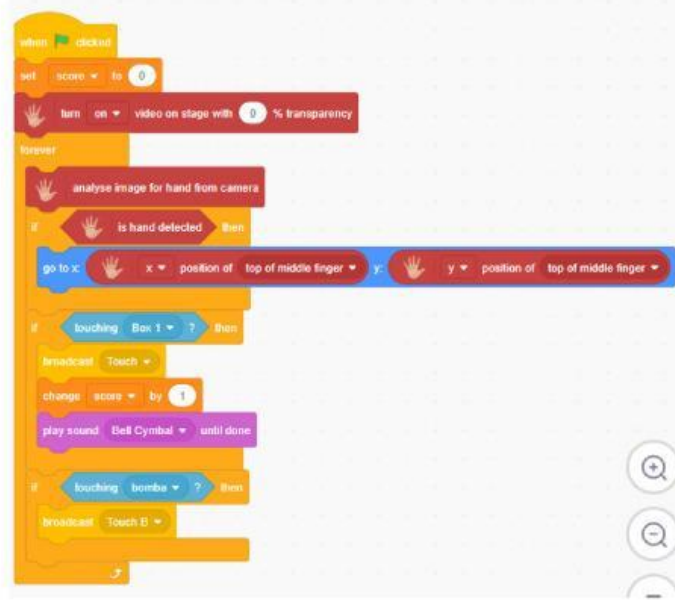 when clicked
set score to 0
turn on video on stage with 0 % transparency
forever
analyse image for hand from camera
if is hand detected then
go to x: x position of top of middle finger y: y position of top of middle finger
if touching Box 1 ? then
broadcast Touch
change score by 1
play sound Bell Cymbal until done
if touching bomba ? then
broadcast Touch B